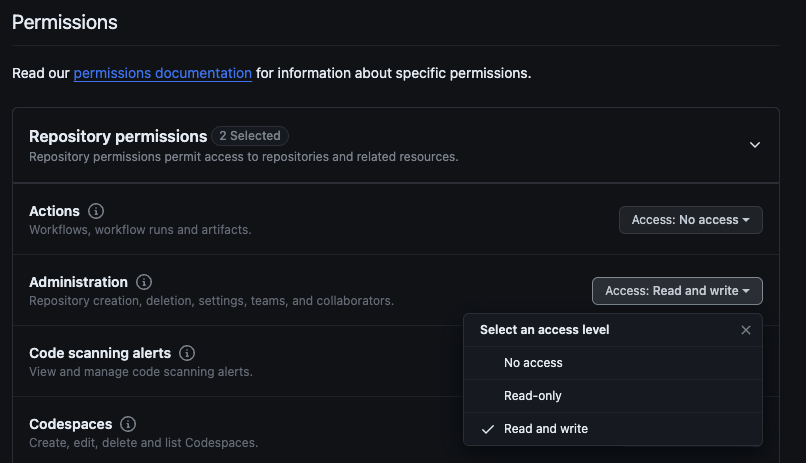 Permissions
Read our permissions documentation for information about specific permissions.
Repository permissions 2 Selected
Repository permissions permit access to repositories and related resources.
Actions
Workflows, workflow runs and artifacts.
Access: No access
Administration
Repository creation, deletion, settings, teams, and collaborators.
Access: Read and write
Select an access level
No access
Read-only
Read and write
Code scanning alerts
View and manage code scanning alerts.
Codespaces
Create, edit, delete and list Codespaces.